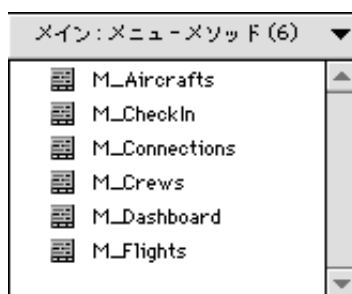 メイン:メニューメソッド(6)
M_Aircrafts
M_CheckIn
M_Connections
M_Crews
M_Dashboard
M_Flights